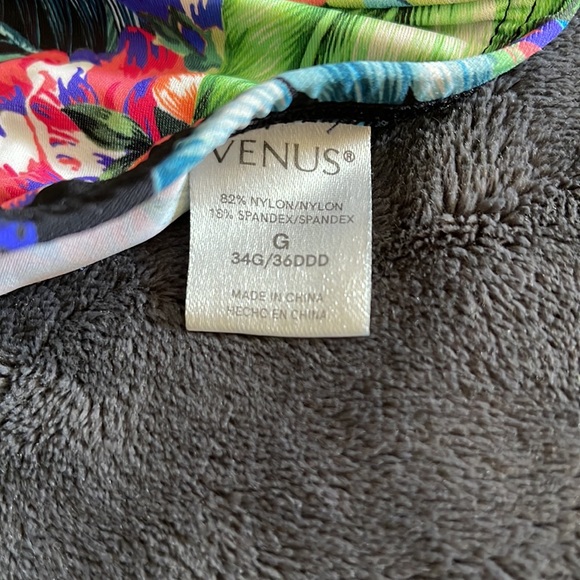 VENUS®
82% NYLON/NYLON
18% SPANDEX/SPANDEX
G
34G/36DDD
MADE IN CHINA
HECHO EN CHINA